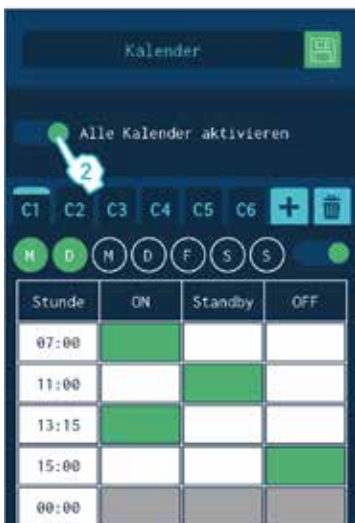 Kalender
Alle Kalender aktivieren
2
C1 C2 C3 C4 C5 C6 +
M D M D F S S
Stunde ON Standby OFF
07:00
11:00
13:15
15:00
00:00